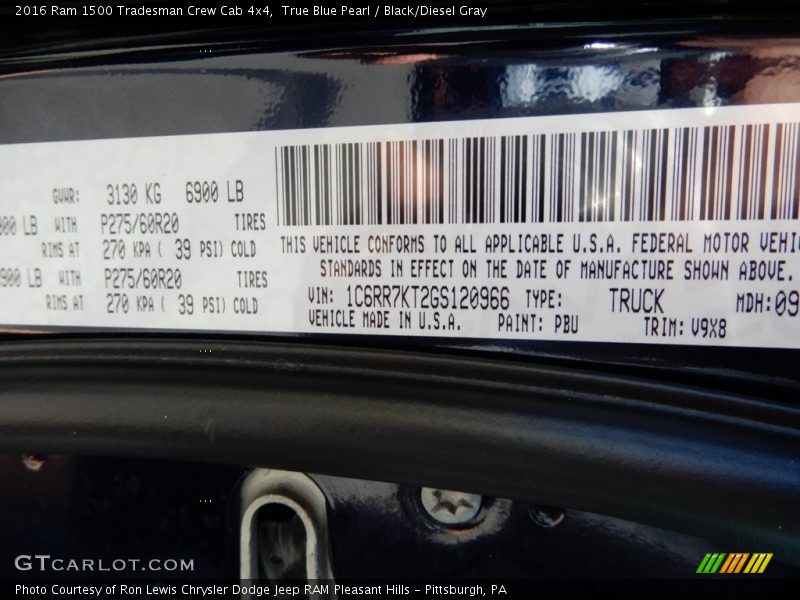 2016 Ram 1500 Tradesman Crew Cab 4x4,  True Blue Pearl / Black/Diesel Gray
GVWR: 3130 KG 6900 LB
LB WITH P275/60R20 TIRES
RIMS AT 270 KPA ( 39 PSI) COLD
LB WITH P275/60R20 TIRES
RIMS AT 270 KPA ( 39 PSI) COLD
THIS VEHICLE CONFORMS TO ALL APPLICABLE U.S.A. FEDERAL MOTOR
STANDARDS IN EFFECT ON THE DATE OF MANUFACTURE SHOWN ABOVE.
VIN: 1C6RR7KT2GS120966 TYPE: TRUCK MDH: 09
VEHICLE MADE IN U.S.A. PAINT: PBU TRIM: V9X8
GTCARLOT.COM
Photo Courtesy of Ron Lewis Chrysler Dodge Jeep RAM Pleasant Hills - Pittsburgh, PA